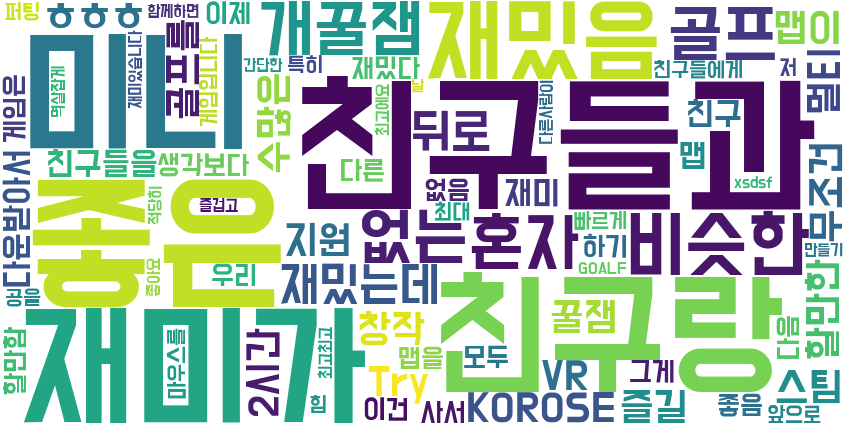 퍼팅
ㅎㅎㅎ
함께하면
이제
개꿀잼
재밌음
골프
맵이
미친
재미있습니다
골프를
게임입니다
간단한
특히
재밌다
친구들에게
저
멀티
멱살잡게
수많은
최고에요
날
친구들과
뒤로
다른사람이
친구
맵
게임은
다운받아서
친구들을
생각보다
다른
없음
재미
xsdsf
무조건
좋은
적당히
즐겁고
최대
빠르게
없는
혼자
비슷한
지원
하기
만들기
공을
좋아요
우리
재밌는데
GOALF
친구랑
할만한
재미가
마우스를
2시간
창작
꿀잼
다음
할만함
최고최고
맵을
모두
VR
그게
스팀
Try
힘
이건
사서
KOROSE
즐길
좋음
앞으로